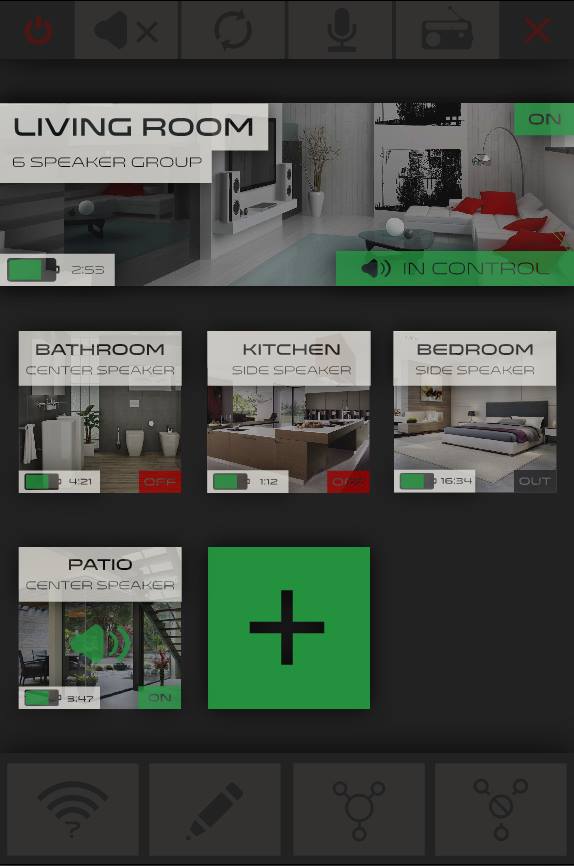 LIVING ROOM
6 SPEAKER GROUP
ON
2:53
IN CONTROL
BATHROOM
CENTER SPEAKER
4:21
OFF
KITCHEN
SIDE SPEAKER
1:12
OFF
BEDROOM
SIDE SPEAKER
16:34
OUT
PATIO
CENTER SPEAKER
3:47
ON
+
?